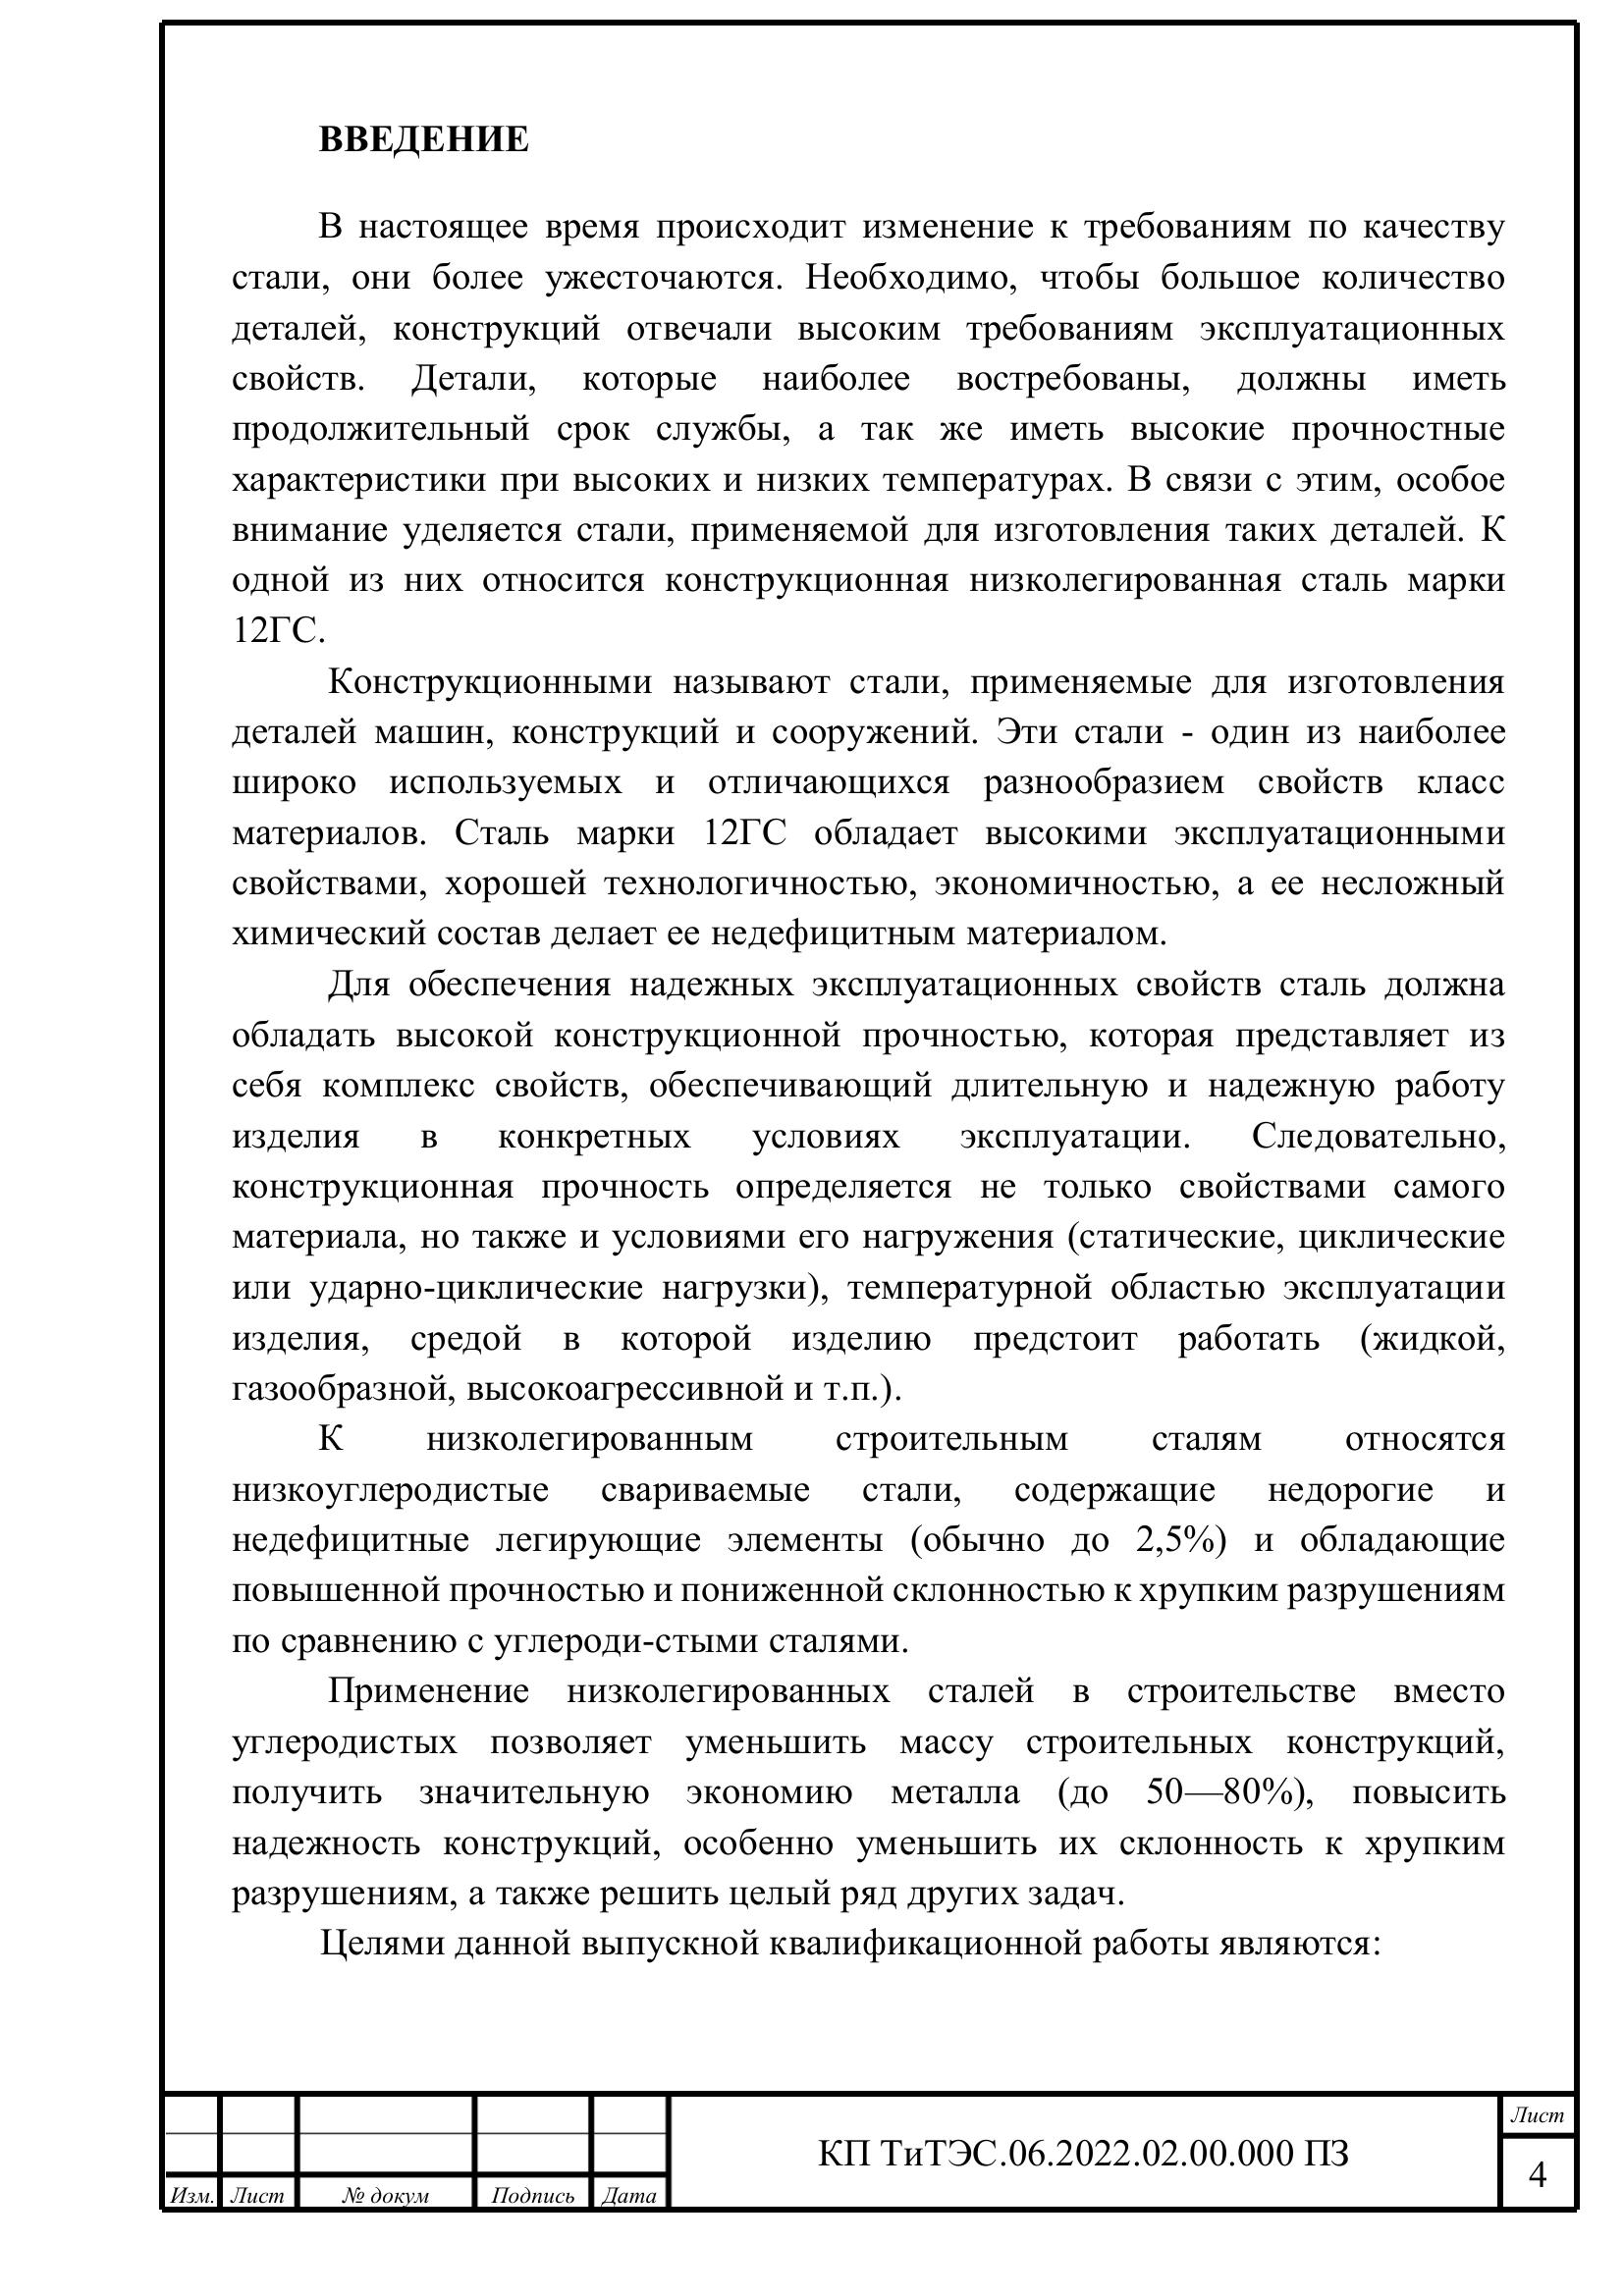 ВВЕДЕНИЕ
В настоящее время происходит изменение к требованиям по качеству
стали, они более ужесточаются. Необходимо, чтобы большое количество
деталей, конструкций отвечали высоким требованиям эксплуатационных
свойств. Детали, которые наиболее востребованы, должны иметь
продолжительный срок службы, а так же иметь высокие прочностные
характеристики при высоких и низких температурах. В связи с этим, особое
внимание уделяется стали, применяемой для изготовления таких деталей. К
одной из них относится конструкционная низколегированная сталь марки
12ГС.
Конструкционными называют стали, применяемые для изготовления
деталей машин, конструкций и сооружений. Эти стали - один из наиболее
широко используемых и отличающихся разнообразием свойств класс
материалов. Сталь марки 12ГС обладает высокими эксплуатационными
свойствами, хорошей технологичностью, экономичностью, а ее несложный
химический состав делает ее недефицитным материалом.
Для обеспечения надежных эксплуатационных свойств сталь должна
обладать высокой конструкционной прочностью, которая представляет из
себя комплекс свойств, обеспечивающий длительную и надежную работу
изделия в конкретных условиях эксплуатации. Следовательно,
конструкционная прочность определяется не только свойствами самого
материала, но также и условиями его нагружения (статические, циклические
или ударно-циклические нагрузки), температурной областью эксплуатации
изделия, средой в которой изделию предстоит работать (жидкой,
газообразной, высокоагрессивной и т.п.).
К низколегированным строительным сталям относятся
низкоуглеродистые свариваемые стали, содержащие недорогие и
недефицитные легирующие элементы (обычно до 2,5%) и обладающие
повышенной прочностью и пониженной склонностью к хрупким разрушениям
по сравнению с углероди-стыми сталями.
Применение низколегированных сталей в строительстве вместо
углеродистых позволяет уменьшить массу строительных конструкций,
получить значительную экономию металла (до 50—80%), повысить
надежность конструкций, особенно уменьшить их склонность к хрупким
разрушениям, а также решить целый ряд других задач.
Целями данной выпускной квалификационной работы являются:
Изм. Лист № докум Подпись Дата
КП ТиТЭС.06.2022.02.00.000 ПЗ
Лист
4